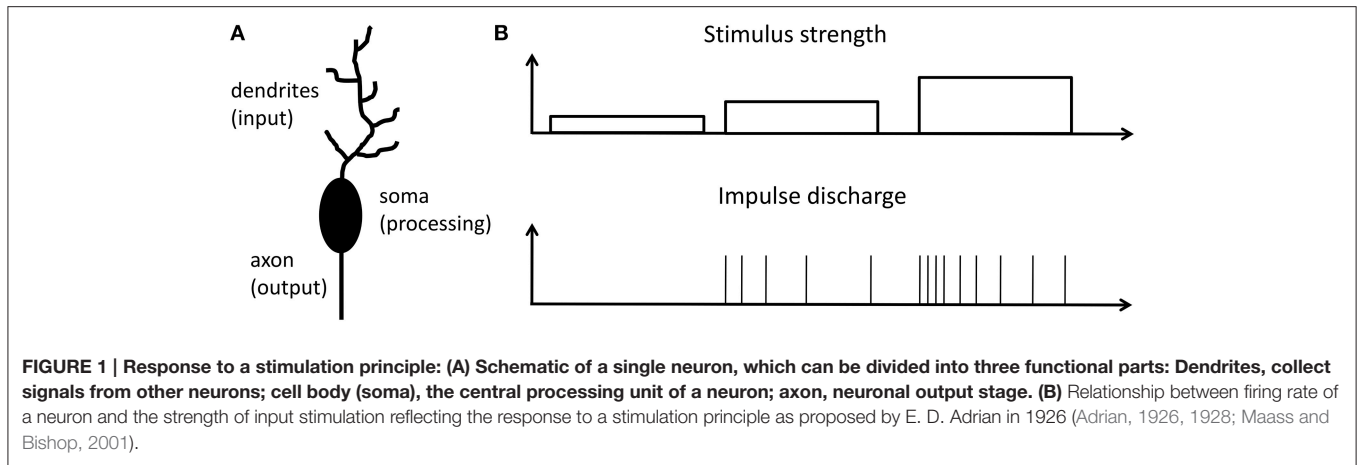 A
dendrites
(input)
soma
(processing)
axon
(output)
B
Stimulus strength
Impulse discharge
FIGURE 1 | Response to a stimulation principle: (A) Schematic of a single neuron, which can be divided into three functional parts: Dendrites, collect
signals from other neurons; cell body (soma), the central processing unit of a neuron; axon, neuronal output stage. (B) Relationship between firing rate of
a neuron and the strength of input stimulation reflecting the response to a stimulation principle as proposed by E. D. Adrian in 1926 (Adrian, 1926, 1928; Maass and
Bishop, 2001).